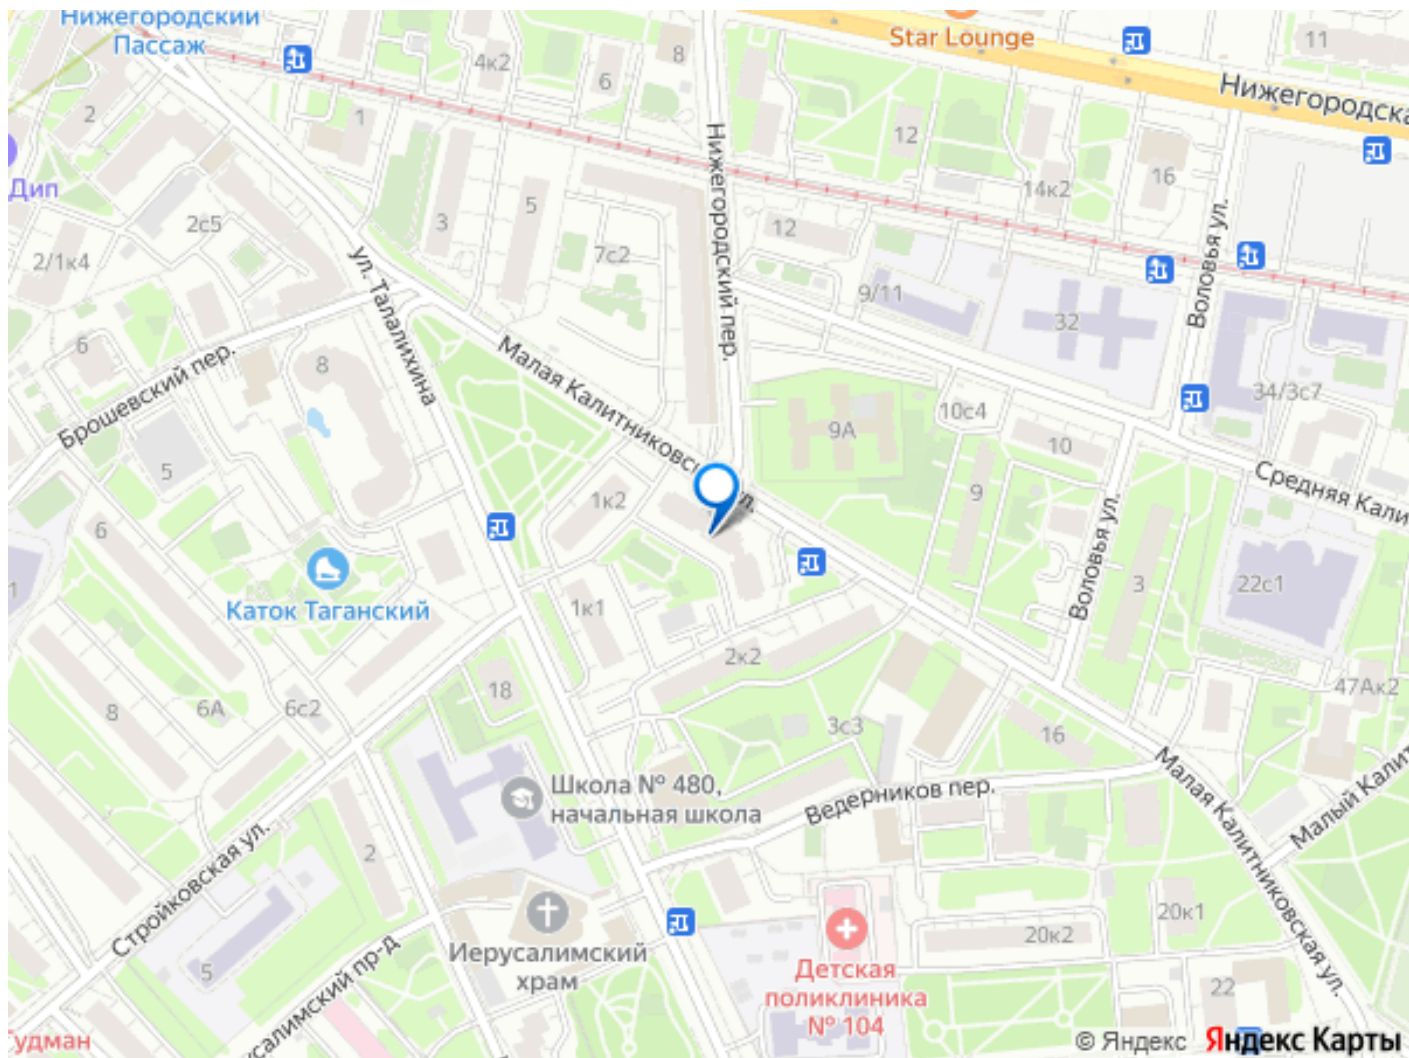 Нижегородский
Пассаж
Star Lounge
11
8
4к2
6
Нижегородска
2
1
12
Нижегородский пер.
16
Дип
14к2
2с5
3
5
12
7с2
Воловья ул.
2/1к4
ул. Талалихина
9/11
32
6
Брошевский пер.
8
Малая Калитниковская ул.
34/3с7
10с4
9А
10
5
Средняя Кали
9
1к2
6
Воловья ул.
Каток Таганский
1
1к1
3
22с1
2к2
18
47Ак2
6А
6с2
8
3с3
16
Школа № 480,
начальная школа
Ведерников пер.
Малая Калитниковская ул.
Малый Калит
2
Стройковская ул.
20к1
Иерусалимский
храм
20к2
5
усалимский пр-д
Детская
поликлиника
№ 104
22
Гудман
© Яндекс Яндекс Карты